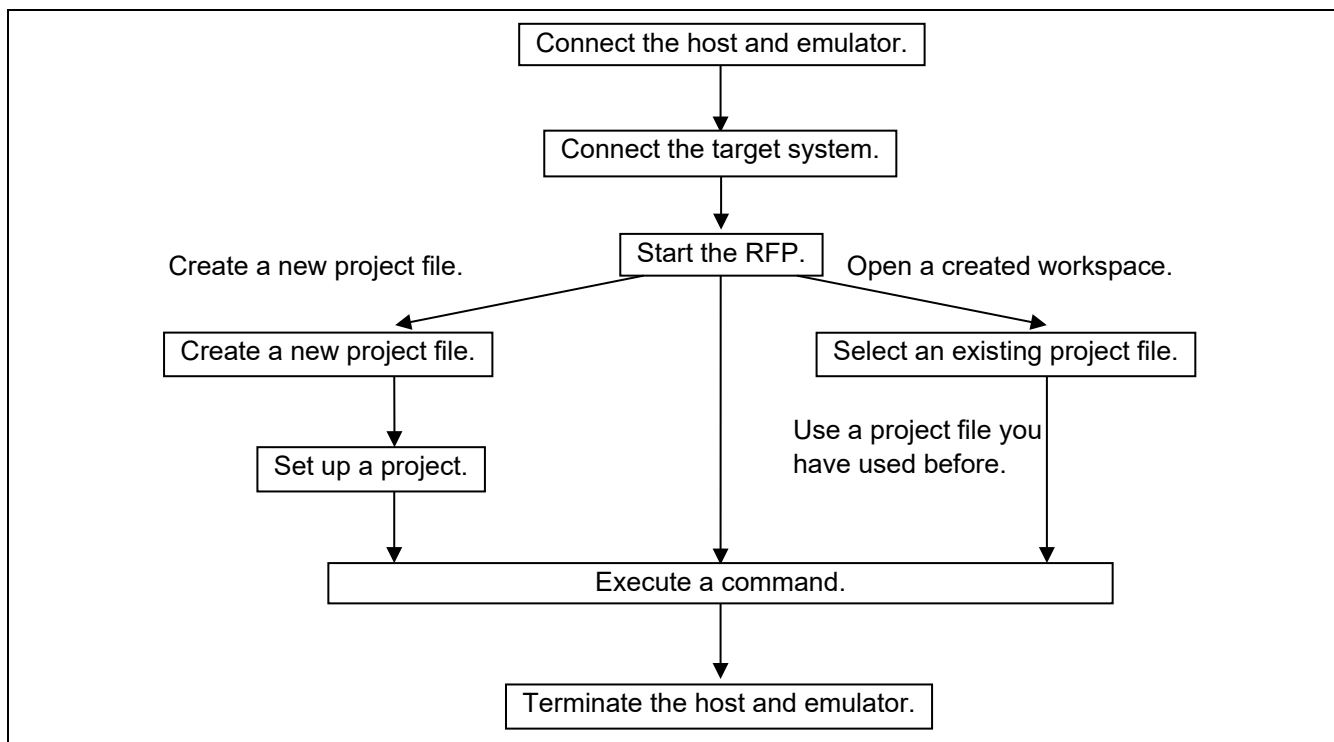 Connect the host and emulator.
Connect the target system.
Start the RFP.
Create a new project file.
Open a created workspace.
Create a new project file.
Select an existing project file.
Use a project file you
have used before.
Set up a project.
Execute a command.
Terminate the host and emulator.